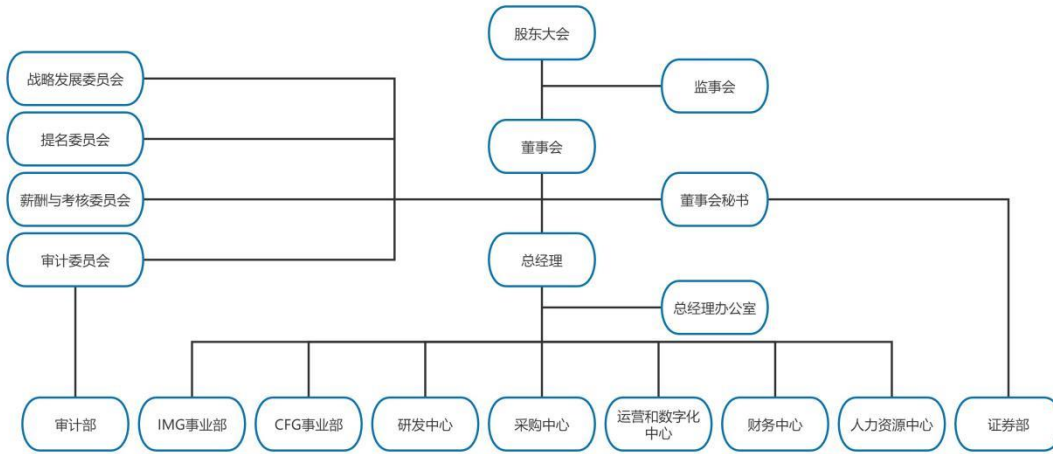 股东大会
战略发展委员会
监事会
提名委员会
董事会
薪酬与考核委员会
董事会秘书
审计委员会
总经理
总经理办公室
审计部
IMG事业部
CFG事业部
研发中心
采购中心
运营和数字化
中心
财务中心
人力资源中心
证券部